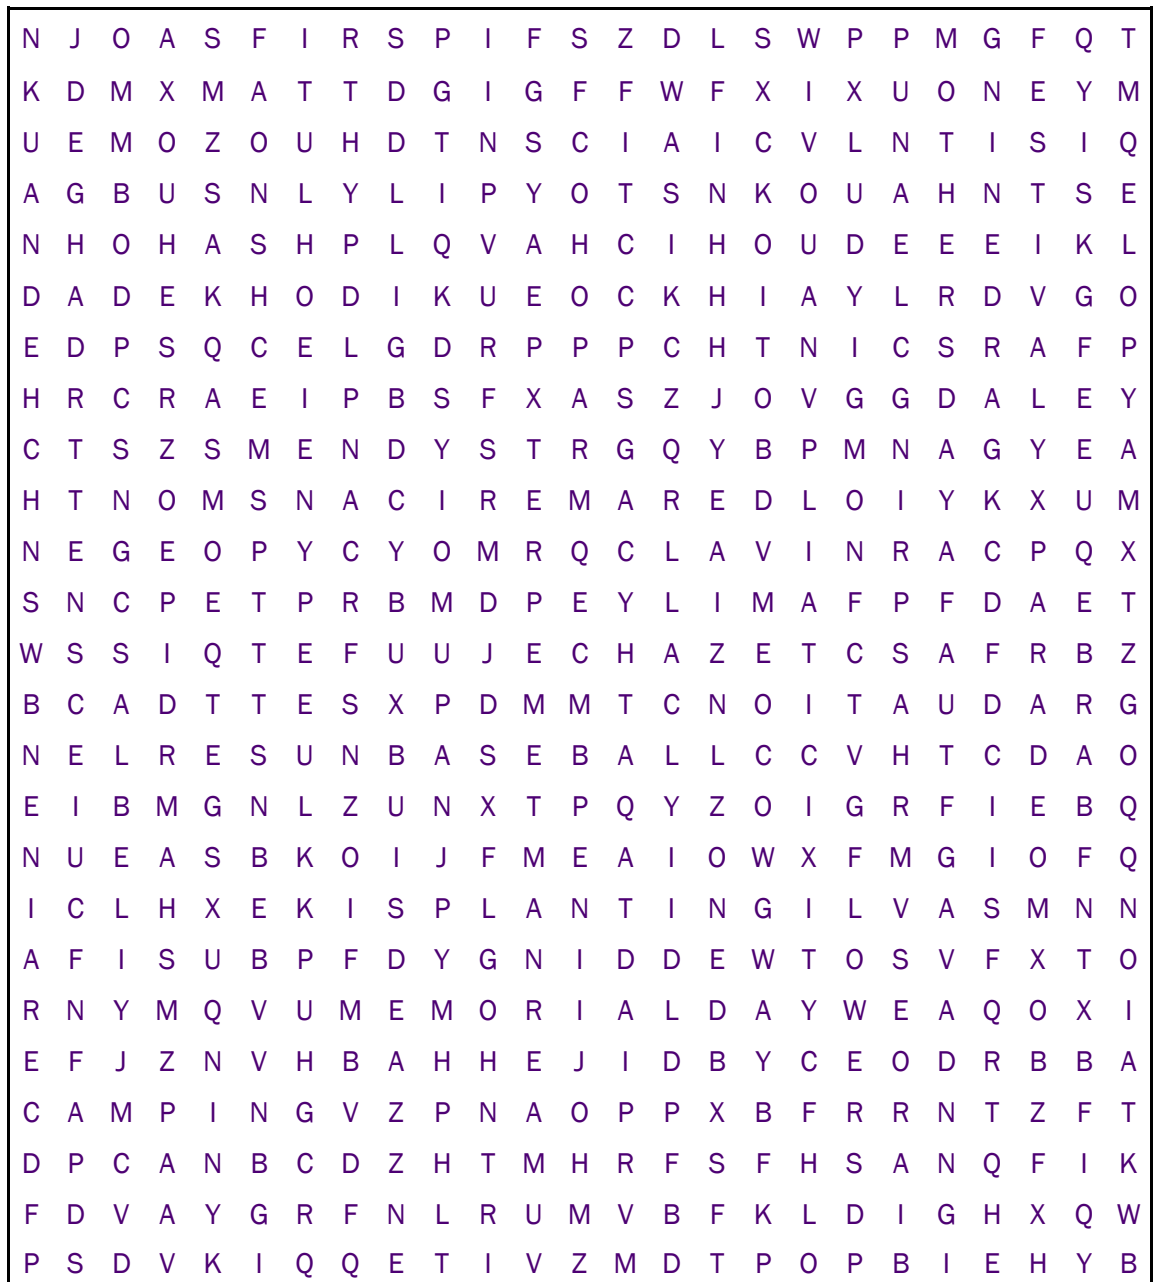 N J O A S F I R S P I F S Z D L S W P P M G F Q T
K D M X M A T T D G I G F F W F X I X U O N E Y M
U E M O Z O U H D T N S C I A I C V L N T I S I Q
A G B U S N L Y L I P Y O T S N K O U A H N T S E
N H O H A S H P L Q V A H C I H O U D E E E I K L
D A D E K H O D I K U E O C K H I A Y L R D V G O
E D P S Q C E L G D R P P P C H T N I C S R A F P
H R C R A E I P B S F X A S Z J O V G G D A L E Y
C T S Z S M E N D Y S T R G Q Y B P M N A G Y E A
H T N O M S N A C I R E M A R E D L O I Y K X U M
N E G E O P Y C Y O M R Q C L A V I N R A C P Q X
S N C P E T P R B M D P E Y L I M A F P F D A E T
W S S I Q T E F U U J E C H A Z E T C S A F R B Z
B C A D T T E S X P D M M T C N O I T A U D A R G
N E L R E S U N B A S E B A L L C C V H T C D A O
E I B M G N L Z U N X T P Q Y Z O I G R F I E B Q
N U E A S B K O I J F M E A I O W X F M G I O F Q
I C L H X E K I S P L A N T I N G I L V A S M N N
A F I S U B P F D Y G N I D D E W T O S V F X T O
R N Y M Q V U M E M O R I A L D A Y W E A Q O X I
E F J Z N V H B A H H E J I D B Y C E O D R B B A
C A M P I N G V Z P N A O P P X B F R R N T Z F T
D P C A N B C D Z H T M H R F S F H S A N Q F I K
F D V A Y G R F N L R U M V B F K L D I G H X Q W
P S D V K I Q Q E T I V Z M D T P O P B I E H Y B